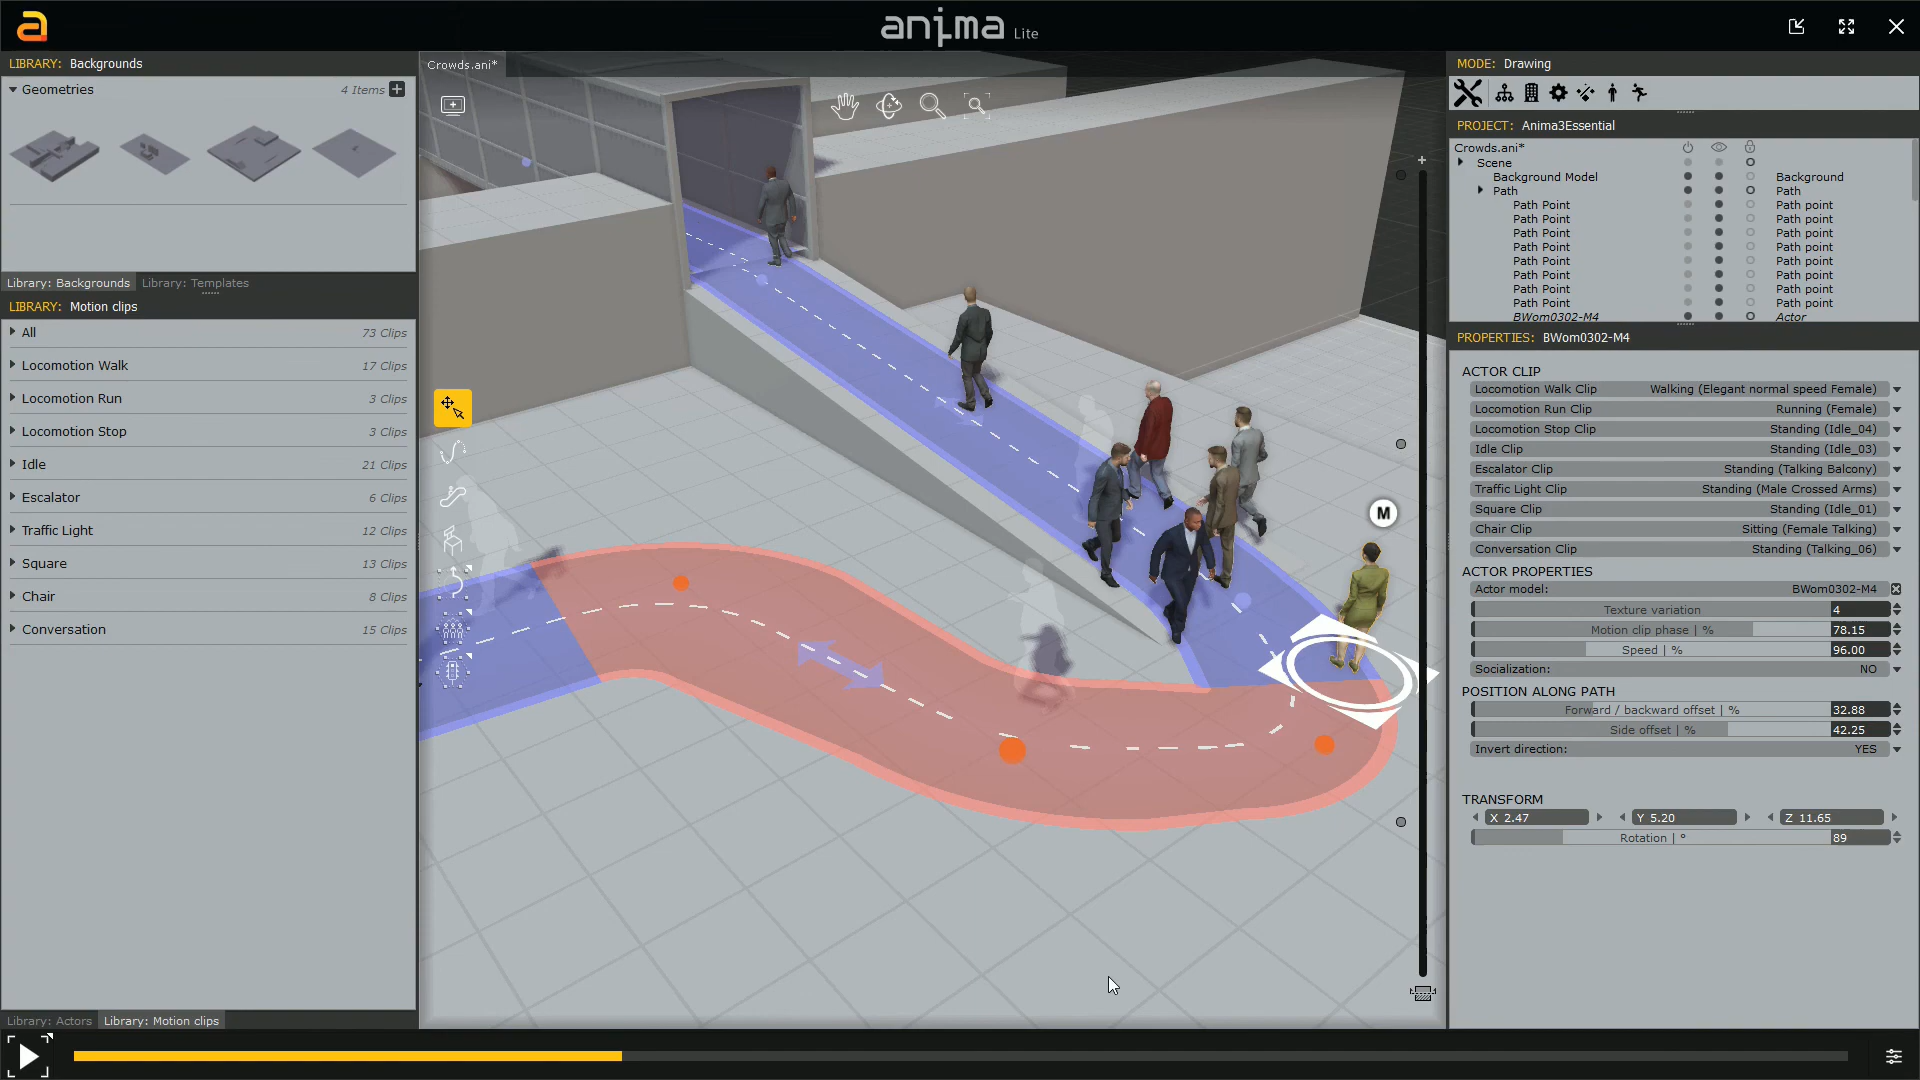 a
anima Lite
LIBRARY: Backgrounds
Geometries 4 Items
Library: Backgrounds Library: Templates
LIBRARY: Motion clips
All 73 Clips
Locomotion Walk 17 Clips
Locomotion Run 3 Clips
Locomotion Stop 3 Clips
Idle 21 Clips
Escalator 6 Clips
Traffic Light 12 Clips
Square 13 Clips
Chair 8 Clips
Conversation 15 Clips
Library: Actors Library: Motion clips
Crowds.ani*
M
MODE: Drawing
PROJECT: Anima3Essential
Crowds.ani*
Scene
Background Model Background
Path Path
Path Point Path point
Path Point Path point
Path Point Path point
Path Point Path point
Path Point Path point
Path Point Path point
Path Point Path point
Path Point Path point
BWom0302-M4 Actor
PROPERTIES: BWom0302-M4
ACTOR CLIP
Locomotion Walk Clip Walking (Elegant normal speed Female)
Locomotion Run Clip Running (Female)
Locomotion Stop Clip Standing (Idle_04)
Idle Clip Standing (Idle_03)
Escalator Clip Standing (Talking Balcony)
Traffic Light Clip Standing (Male Crossed Arms)
Square Clip Standing (Idle_01)
Chair Clip Sitting (Female Talking)
Conversation Clip Standing (Talking_06)
ACTOR PROPERTIES
Actor model: BWom0302-M4
Texture variation 4
Motion clip phase | % 78.15
Speed | % 96.00
Socialization: NO
POSITION ALONG PATH
Forward / backward offset | % 32.88
Side offset | % 42.25
Invert direction: YES
TRANSFORM
X 2.47 Y 5.20 Z 11.65
Rotation | ° 89